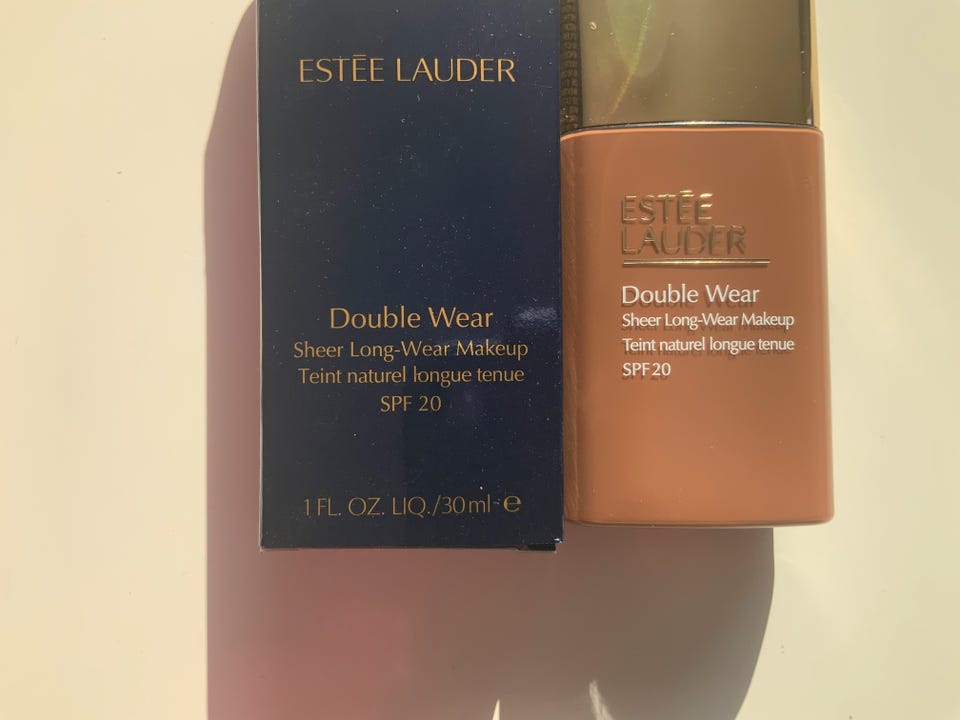 ESTĒE LAUDER
Double Wear
Sheer Long-Wear Makeup
Teint naturel longue tenue
SPF 20
1 FL. OZ. LIQ./30 ml ℮
ESTĒE
LAUDER
Double Wear
Sheer Long-Wear Makeup
Teint naturel longue tenue
SPF 20